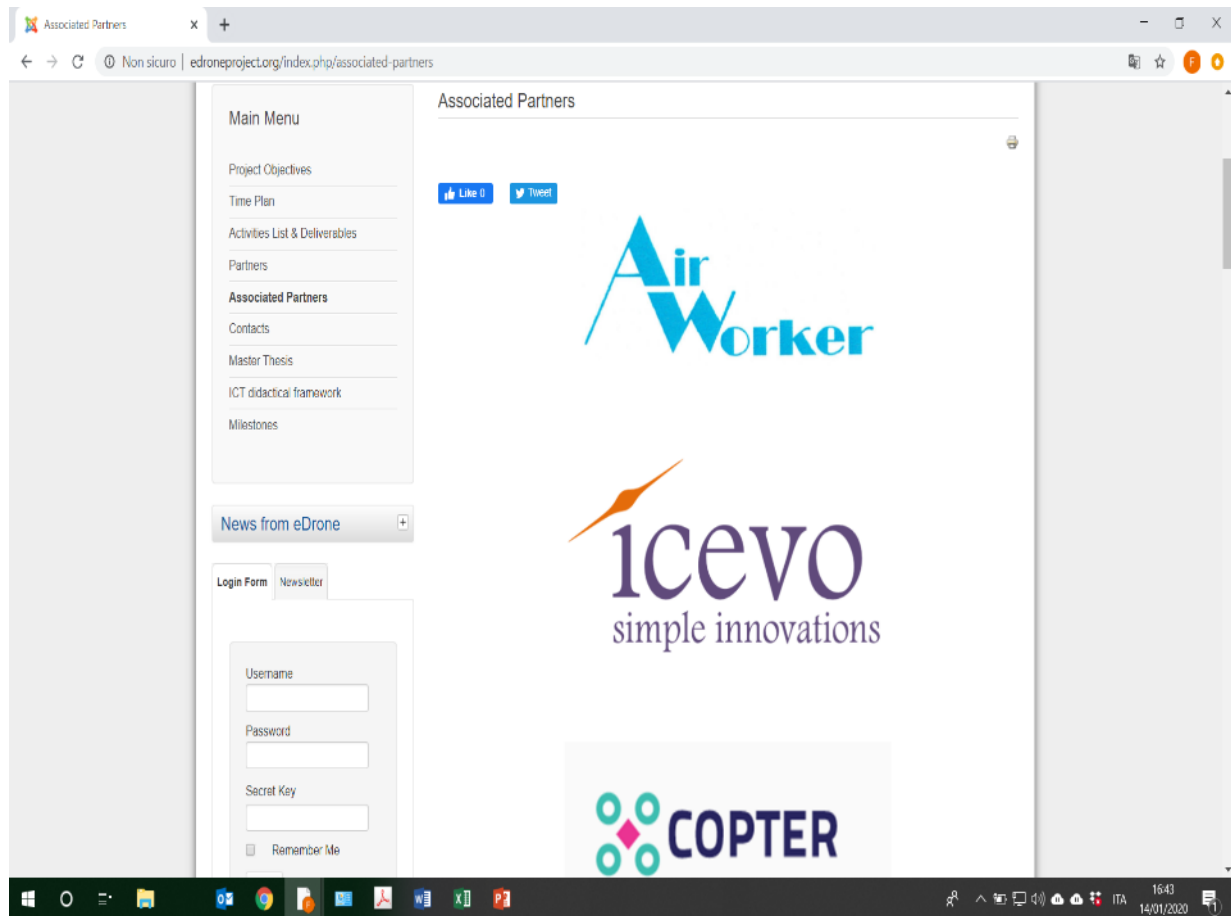 Associated Partners
Non sicuro | edroneproject.org/index.php/associated-partners
F
Main Menu
Project Objectives
Time Plan
Activities List & Deliverables
Partners
Associated Partners
Contacts
Master Thesis
ICT didactical framework
Milestones
News from eDrone
Login Form
Newsletter
Username
Password
Secret Key
Remember Me
Associated Partners
Like 0
Tweet
Air
Worker
icevo
simple innovations
COPTER
ITA
16:43
14/01/2020